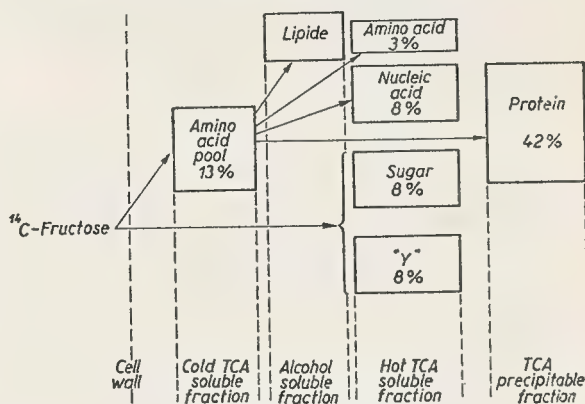 Lipide
Amino acid
3%
Nucleic
acid
8%
Amino
acid
pool
13%
Protein
42%
Sugar
8%
¹⁴C-Fructose
"Y"
8%
Cell
wall
Cold TCA
soluble
fraction
Alcohol
soluble
fraction
Hot TCA
soluble
fraction
TCA
precipitable
fraction